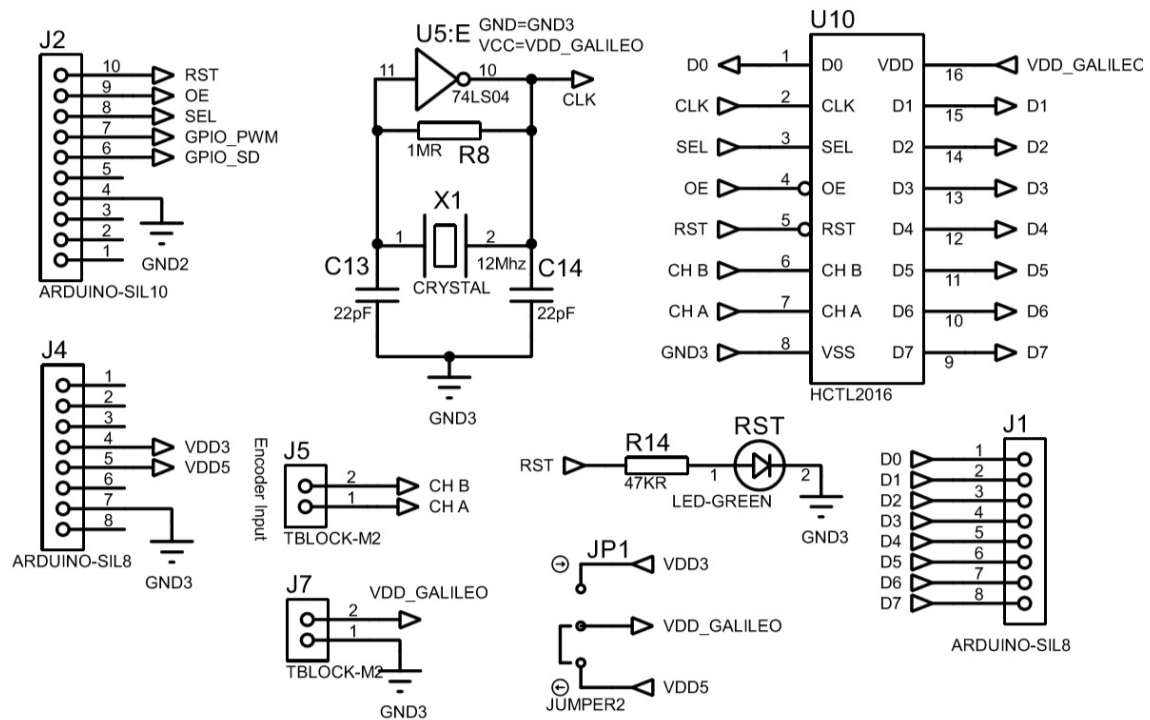 J2
10 RST
9 OE
8 SEL
7 GPIO_PWM
6 GPIO_SD
5
4
3
2
1
GND2
ARDUINO-SIL10
U5:E
GND=GND3
VCC=VDD_GALILEO
11
10
74LS04
CLK
1MR
R8
X1
1
2
12Mhz
CRYSTAL
C13
22pF
C14
22pF
GND3
U10
D0 1 D0 VDD 16 VDD_GALILEO
CLK 2 CLK D1 15 D1
SEL 3 SEL D2 14 D2
OE 4 OE D3 13 D3
RST 5 RST D4 12 D4
CH B 6 CH B D5 11 D5
CH A 7 CH A D6 10 D6
GND3 8 VSS D7 9 D7
HCTL2016
J4
1
2
3
4 VDD3
5 VDD5
6
7
8
GND3
ARDUINO-SIL8
Encoder Input
J5
2 CH B
1 CH A
TBLOCK-M2
J7
VDD_GALILEO
2
1
TBLOCK-M2
GND3
RST
R14
47KR
RST
1
2
LED-GREEN
GND3
JP1
VDD3
VDD_GALILEO
VDD5
JUMPER2
J1
D0 1
D1 2
D2 3
D3 4
D4 5
D5 6
D6 7
D7 8
ARDUINO-SIL8